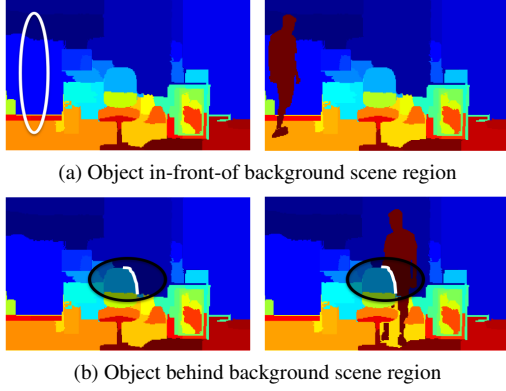 (a) Object in-front-of background scene region
(b) Object behind background scene region